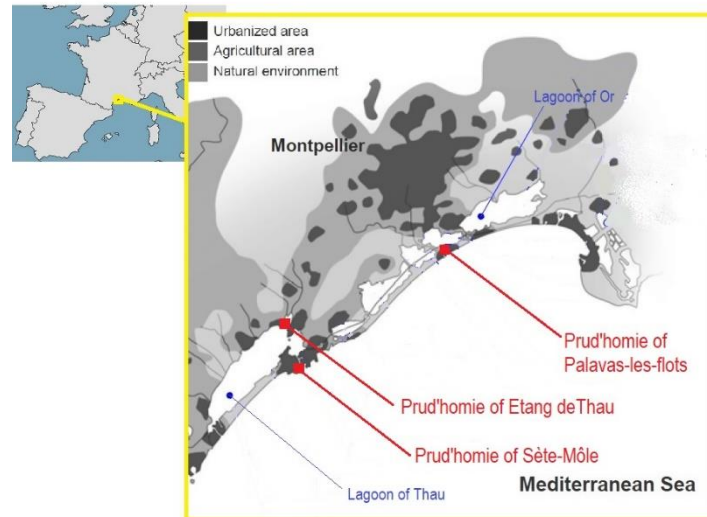 Urbanized area
Agricultural area
Natural environment
Lagoon of Or
Montpellier
Prud'homie of
Palavas-les-flots
Prud'homie of Etang deThau
Prud'homie of Sète-Môle
Lagoon of Thau
Mediterranean Sea